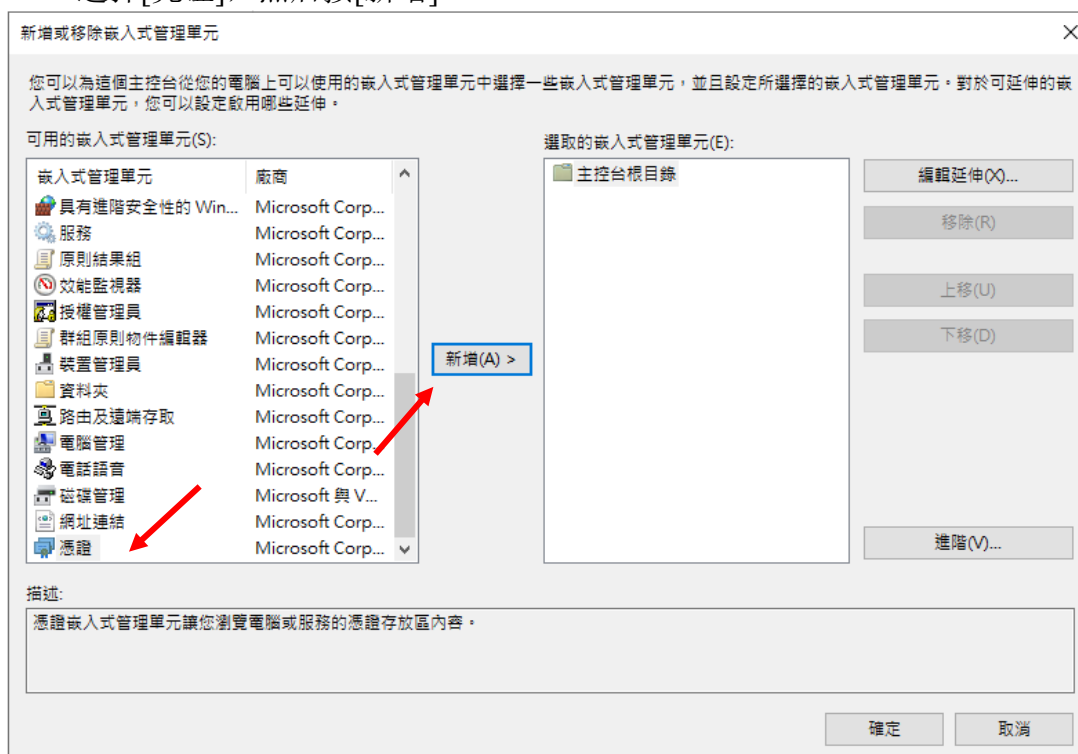 新增或移除嵌入式管理單元
您可以為這個主控台從您的電腦上可以使用的嵌入式管理單元中選擇一些嵌入式管理單元，並且設定所選擇的嵌入式管理單元。對於可延伸的嵌
入式管理單元，您可以設定啟用哪些延伸。
可用的嵌入式管理單元(S):
嵌入式管理單元 廠商
具有進階安全性的 Win... Microsoft Corp...
服務 Microsoft Corp...
原則結果組 Microsoft Corp...
效能監視器 Microsoft Corp...
授權管理員 Microsoft Corp...
群組原則物件編輯器 Microsoft Corp...
裝置管理員 Microsoft Corp...
資料夾 Microsoft Corp...
路由及遠端存取 Microsoft Corp...
電腦管理 Microsoft Corp...
電話語音 Microsoft Corp...
磁碟管理 Microsoft 與 V...
網址連結 Microsoft Corp...
憑證 Microsoft Corp...
新增(A) >
選取的嵌入式管理單元(E):
主控台根目錄
編輯延伸(X)...
移除(R)
上移(U)
下移(D)
進階(V)...
描述:
憑證嵌入式管理單元讓您瀏覽電腦或服務的憑證存放區內容。
確定 取消